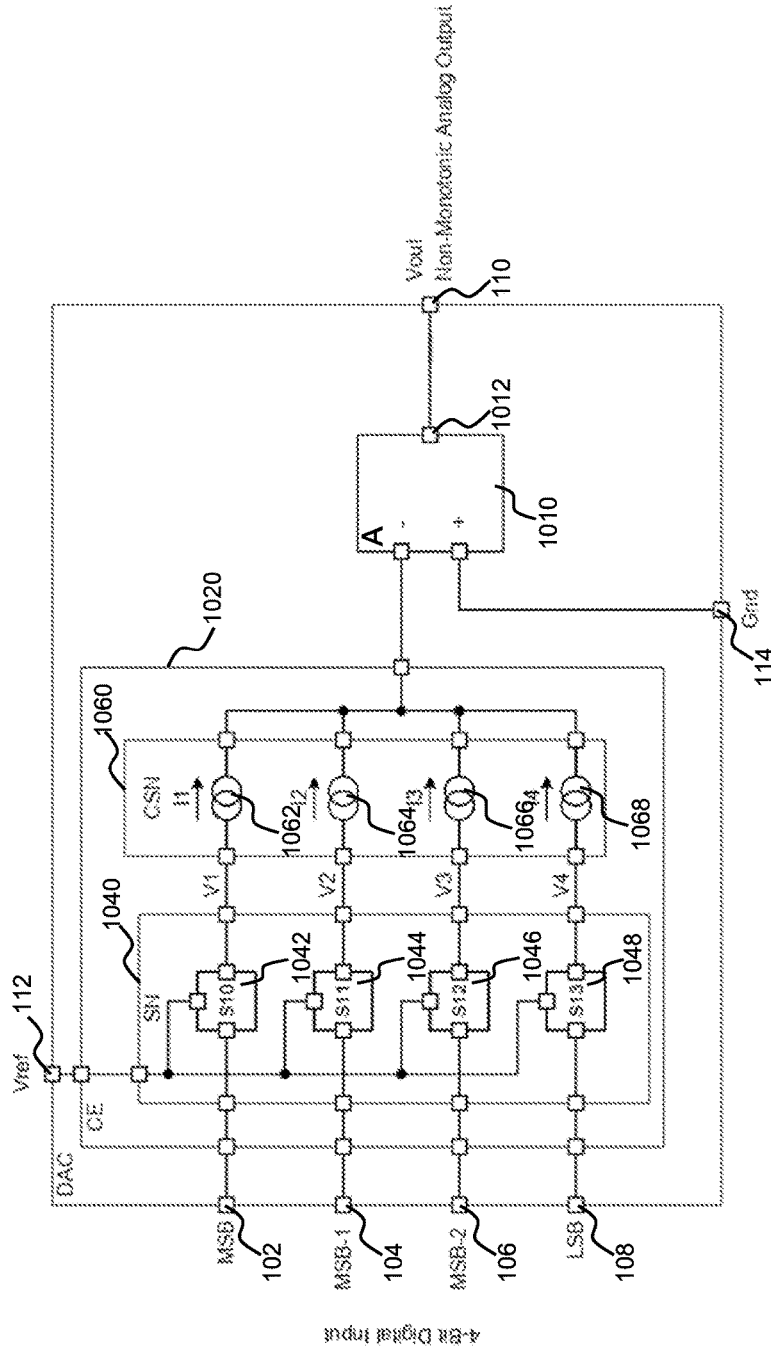 4-Bit Digital Input
MSB
102
MSB-1
104
MSB-2
106
LSB
108
Vref
112
DAC
CE
SN
1040
S10
1042
S11
1044
S12
1046
S13
1048
V1
V2
V3
V4
1060
CSN
I1
1062
I2
1064
I3
1066
I4
1068
1020
A
-
+
1010
1012
Gnd
114
110
Vout
Non-Monotonic Analog Output